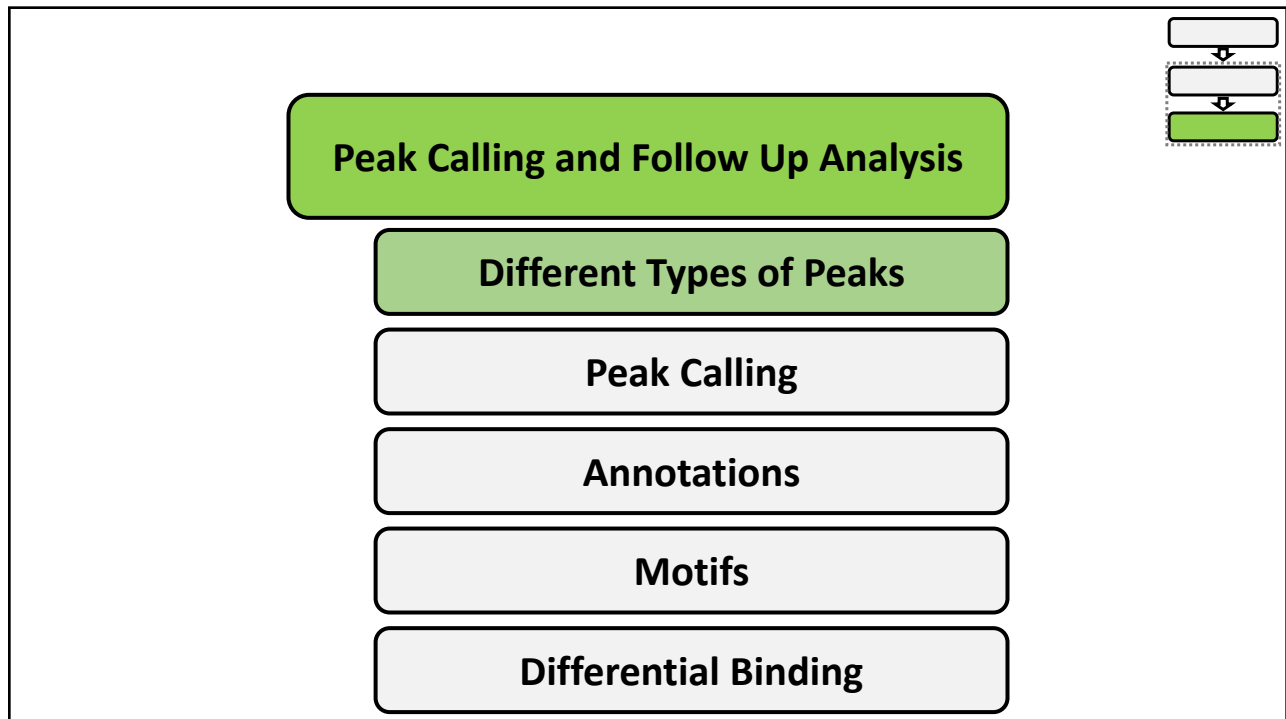 Peak Calling and Follow Up Analysis
Different Types of Peaks
Peak Calling
Annotations
Motifs
Differential Binding